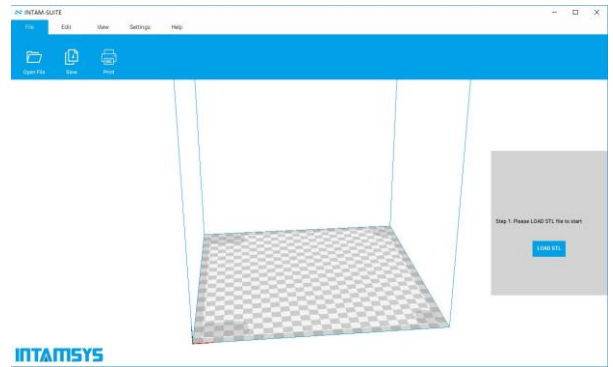 INTAM-SUITE
File Edit View Settings Help
Open File Save Print
Step 1: Please LOAD STL file to start
LOAD STL
INTAMSYS